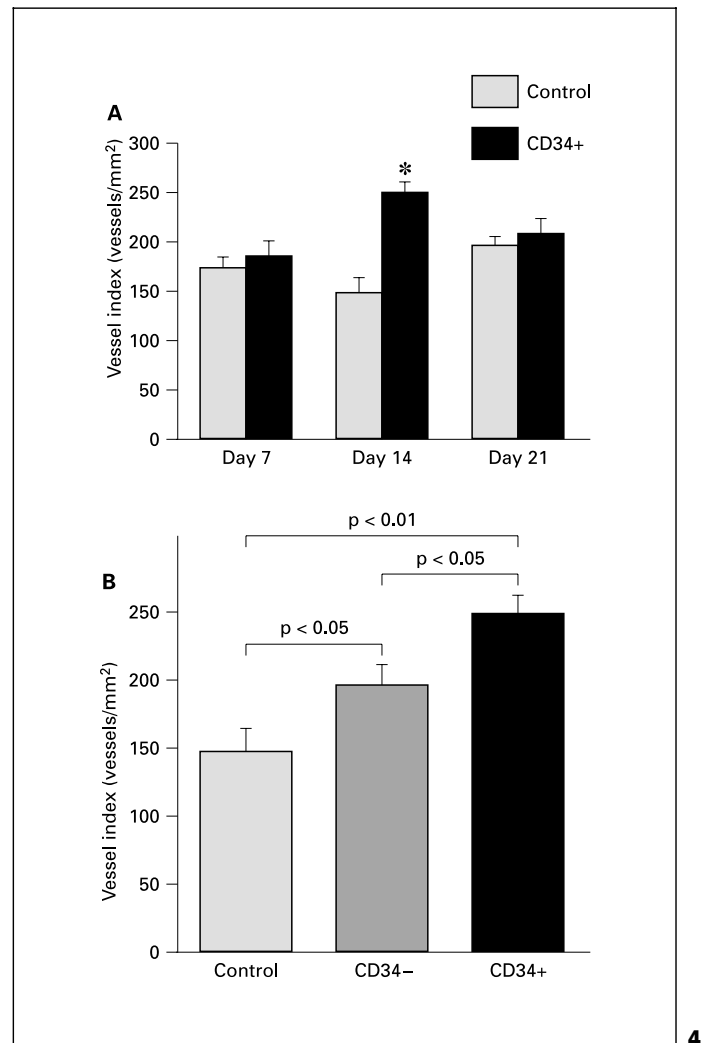 Control
A
CD34+
300
250
200
150
100
50
0
Vessel index (vessels/mm²)
*
Day 7 Day 14 Day 21
B
p < 0.01
p < 0.05
p < 0.05
250
200
150
100
50
0
Vessel index (vessels/mm²)
Control CD34– CD34+
4